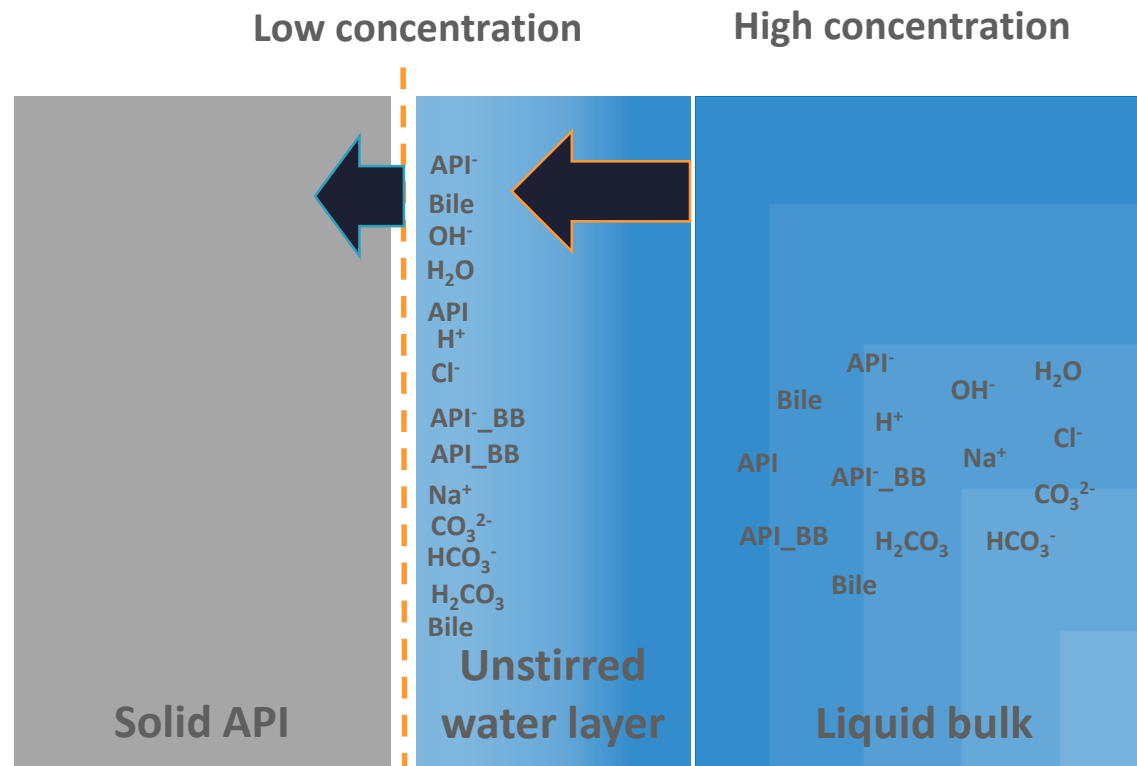 Low concentration
High concentration
API⁻
Bile
OH⁻
H₂O
API
H⁺
Cl⁻
API⁻_BB
API_BB
Na⁺
CO₃²⁻
HCO₃⁻
H₂CO₃
Bile
API⁻
H₂O
OH⁻
Bile
H⁺
Cl⁻
Na⁺
API
API⁻_BB
CO₃²⁻
API_BB
H₂CO₃
HCO₃⁻
Bile
Solid API
Unstirred
water layer
Liquid bulk